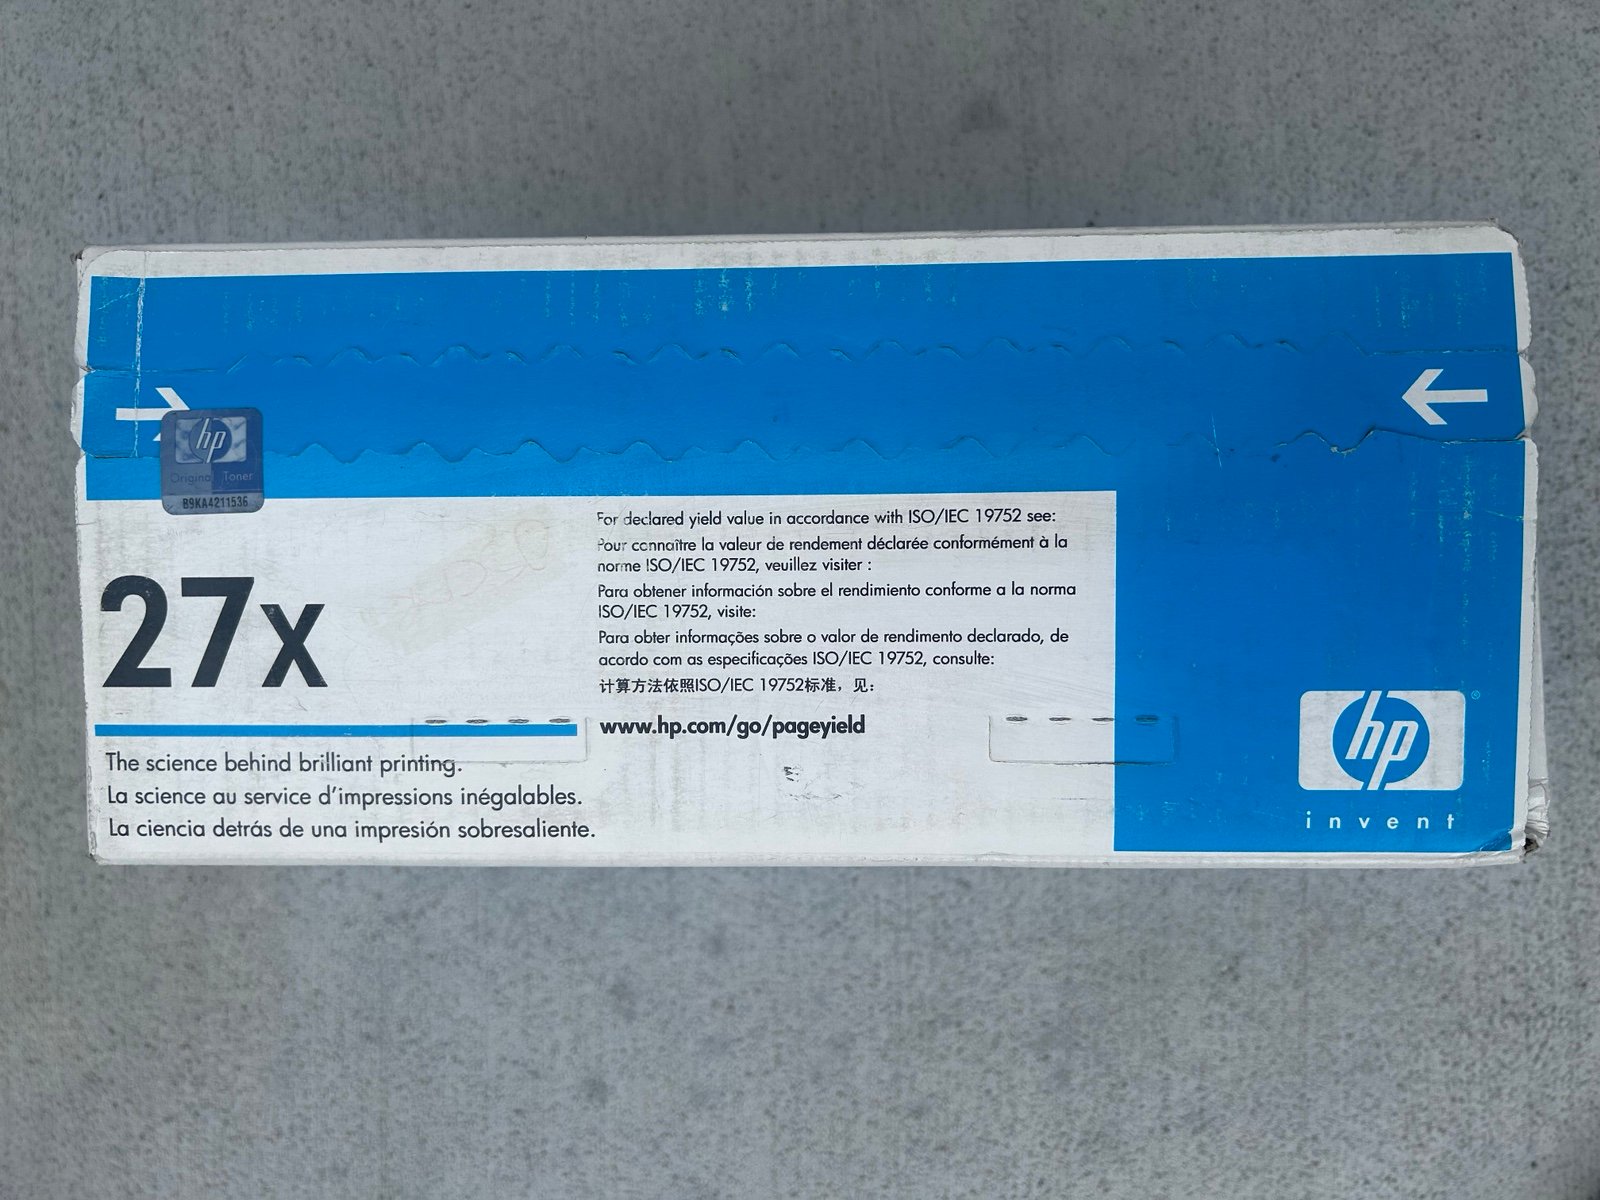 hp
Original Toner
B9KA4211536
27x
The science behind brilliant printing.
La science au service d'impressions inégalables.
La ciencia detrás de una impresión sobresaliente.
For declared yield value in accordance with ISO/IEC 19752 see:
Pour connaître la valeur de rendement déclarée conformément à la
norme ISO/IEC 19752, veuillez visiter :
Para obtener información sobre el rendimiento conforme a la norma
ISO/IEC 19752, visite:
Para obter informações sobre o valor de rendimento declarado, de
acordo com as especificações ISO/IEC 19752, consulte:
计算方法依照ISO/IEC 19752标准，见：
www.hp.com/go/pageyield
hp®
invent